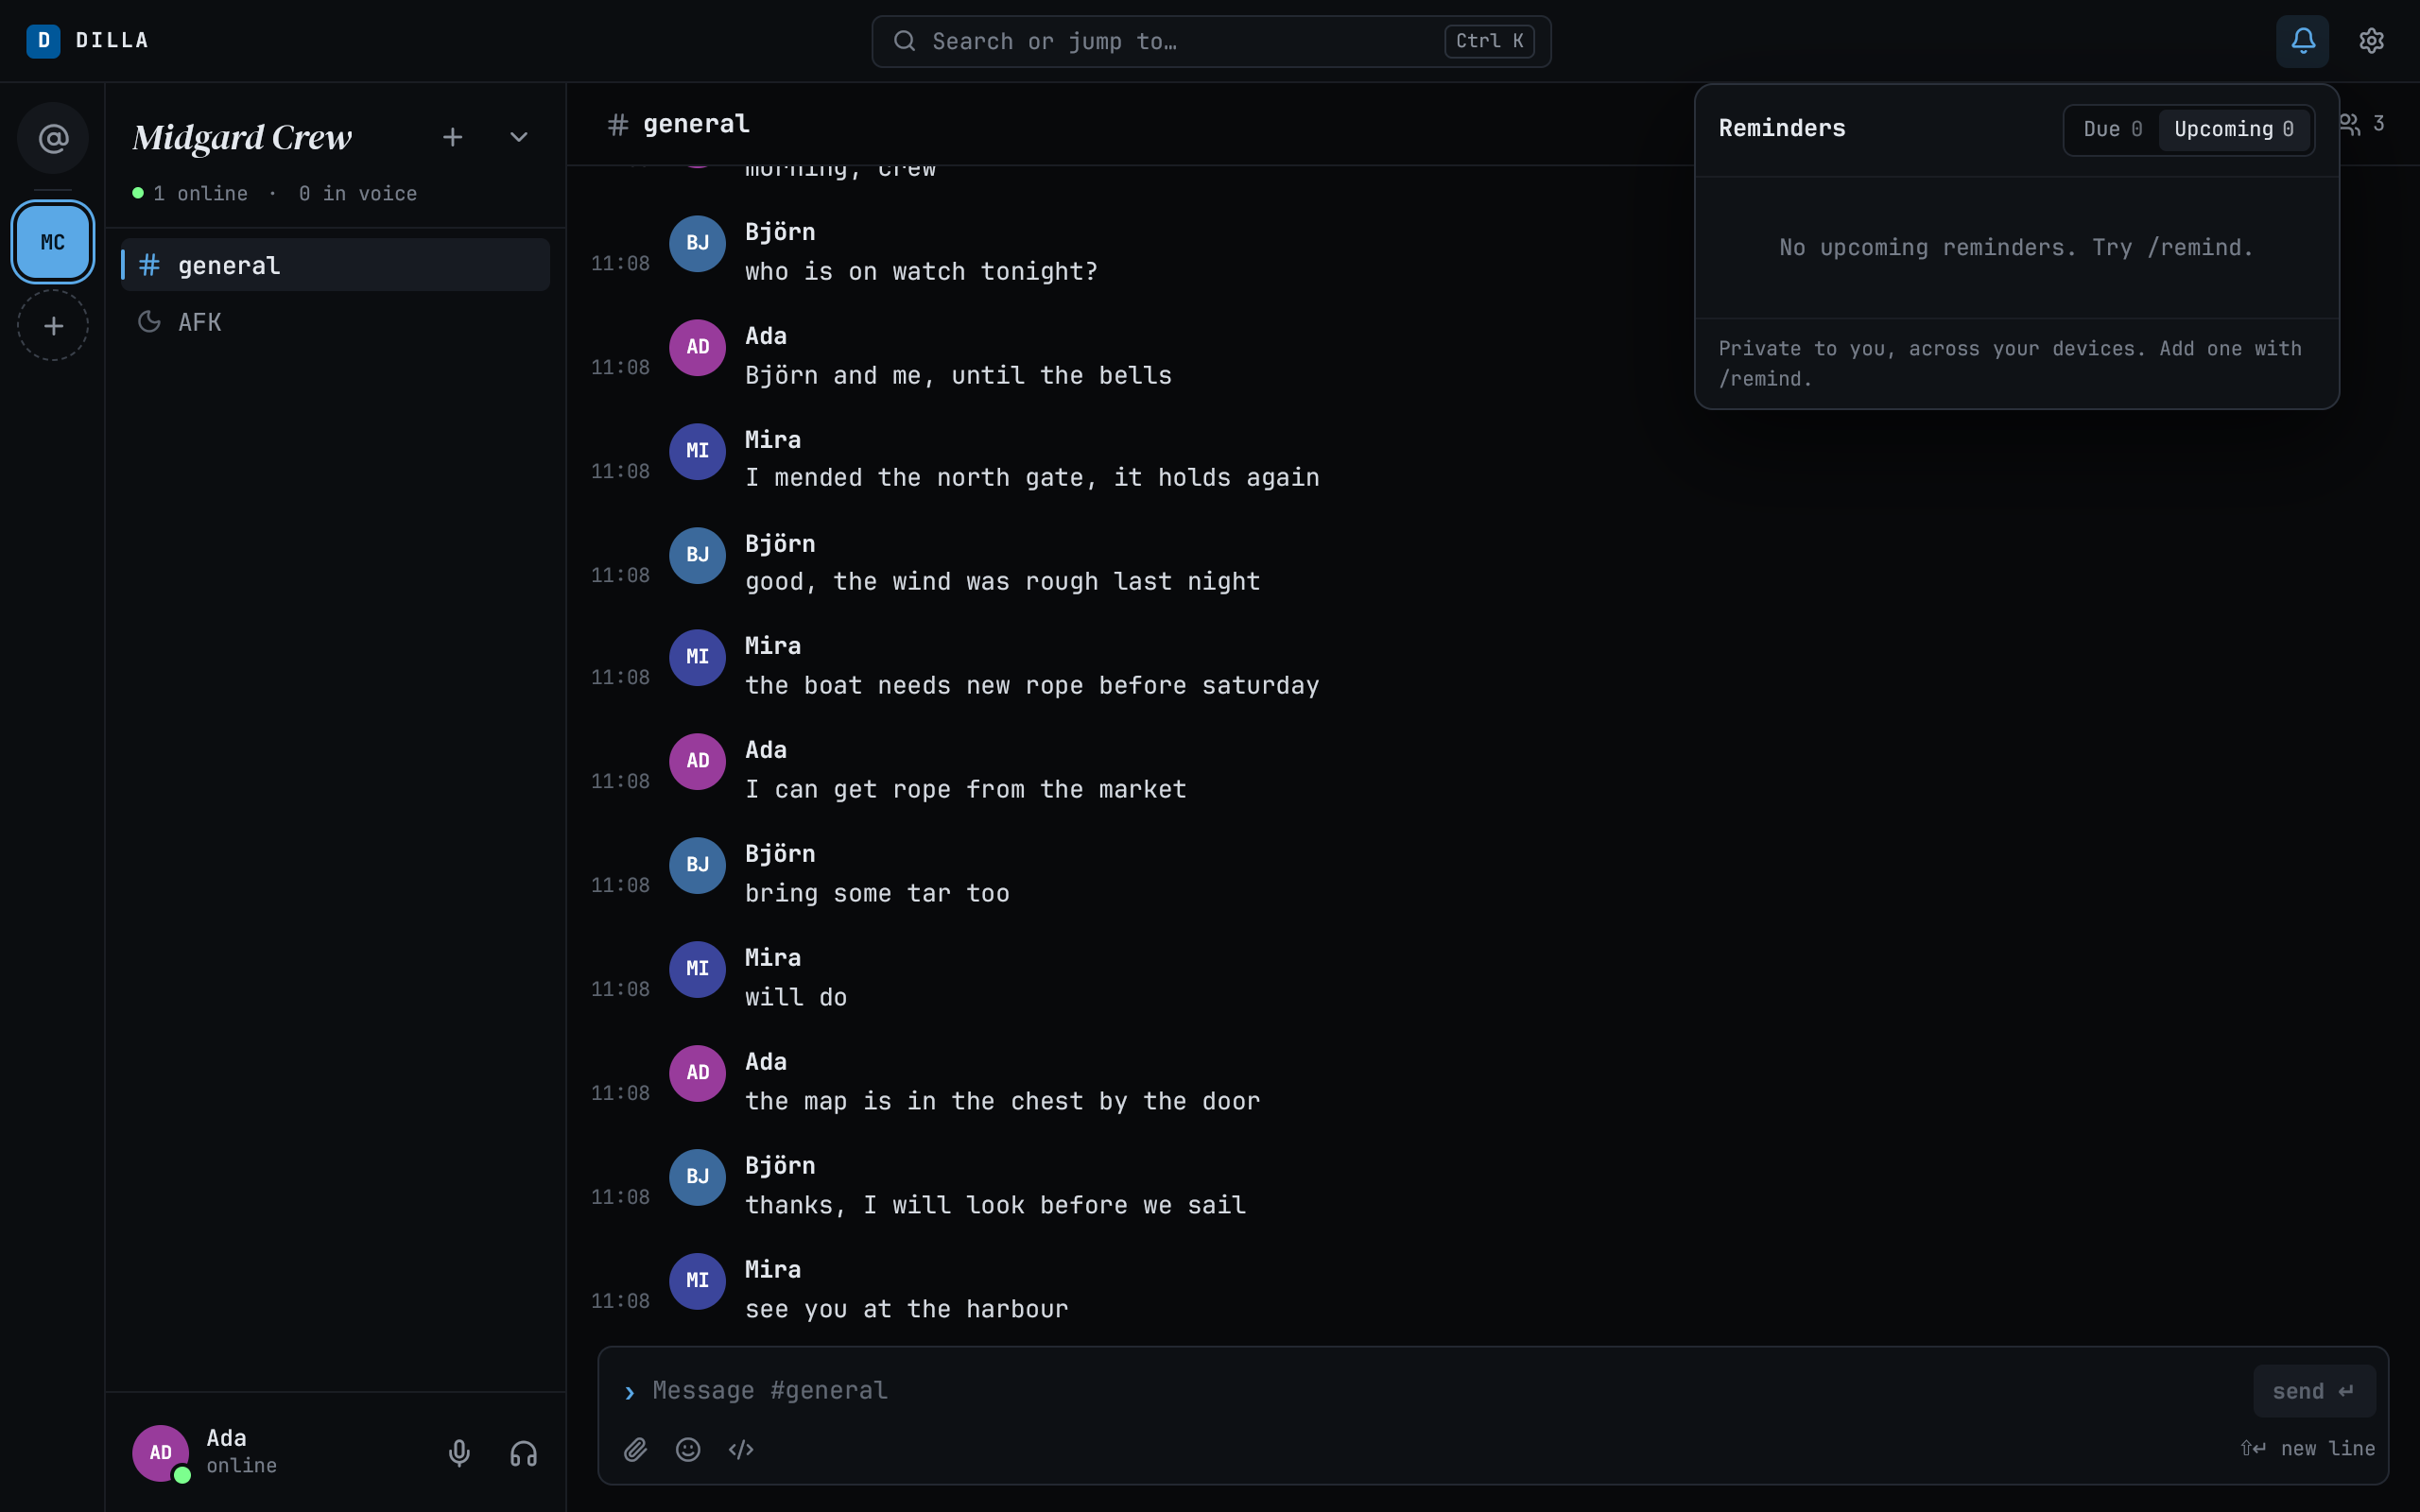 D DILLA
Search or jump to… Ctrl K
@
MC
Midgard Crew
1 online · 0 in voice
# general
AFK
# general
3
Reminders
Due 0 Upcoming 0
No upcoming reminders. Try /remind.
Private to you, across your devices. Add one with
/remind.
morning, crew
BJ Björn
11:08 who is on watch tonight?
AD Ada
11:08 Björn and me, until the bells
MI Mira
11:08 I mended the north gate, it holds again
BJ Björn
11:08 good, the wind was rough last night
MI Mira
11:08 the boat needs new rope before saturday
AD Ada
11:08 I can get rope from the market
BJ Björn
11:08 bring some tar too
MI Mira
11:08 will do
AD Ada
11:08 the map is in the chest by the door
BJ Björn
11:08 thanks, I will look before we sail
MI Mira
11:08 see you at the harbour
› Message #general
send ↵
⇧↵ new line
AD Ada
online